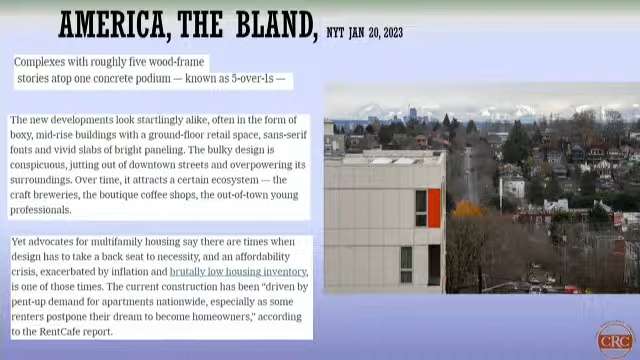 AMERICA, THE BLAND, NYT JAN 20, 2023
Complexes with roughly five wood-frame
stories atop one concrete podium — known as 5-over-1s —
The new developments look startlingly alike, often in the form of
boxy, mid-rise buildings with a ground-floor retail space, sans-serif
fonts and vivid slabs of bright paneling. The bulky design is
conspicuous, jutting out of downtown streets and overpowering its
surroundings. Over time, it attracts a certain ecosystem — the
craft breweries, the boutique coffee shops, the out-of-town young
professionals.
Yet advocates for multifamily housing say there are times when
design has to take a back seat to necessity, and an affordability
crisis, exacerbated by inflation and brutally low housing inventory,
is one of those times. The current construction has been “driven by
pent-up demand for apartments nationwide, especially as some
renters postpone their dream to become homeowners,” according
to the RentCafe report.
CRC